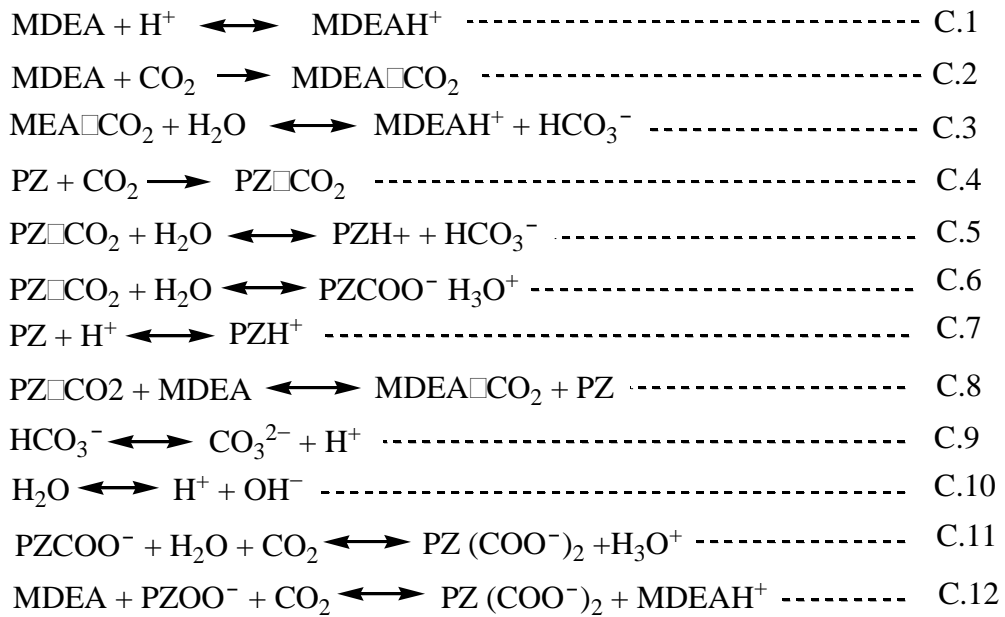 MDEA + H⁺ ⟷ MDEAH⁺ ---------- C.1
MDEA + CO₂ ⟶ MDEA□CO₂ ---------- C.2
MEA□CO₂ + H₂O ⟷ MDEAH⁺ + HCO₃⁻ ---------- C.3
PZ + CO₂ ⟶ PZ□CO₂ ---------- C.4
PZ□CO₂ + H₂O ⟷ PZH+ + HCO₃⁻ ---------- C.5
PZ□CO₂ + H₂O ⟷ PZCOO⁻ H₃O⁺ ---------- C.6
PZ + H⁺ ⟷ PZH⁺ ---------- C.7
PZ□CO2 + MDEA ⟷ MDEA□CO₂ + PZ ---------- C.8
HCO₃⁻ ⟷ CO₃²⁻ + H⁺ ---------- C.9
H₂O ⟷ H⁺ + OH⁻ ---------- C.10
PZCOO⁻ + H₂O + CO₂ ⟷ PZ (COO⁻)₂ +H₃O⁺ ---------- C.11
MDEA + PZOO⁻ + CO₂ ⟷ PZ (COO⁻)₂ + MDEAH⁺ ---------- C.12